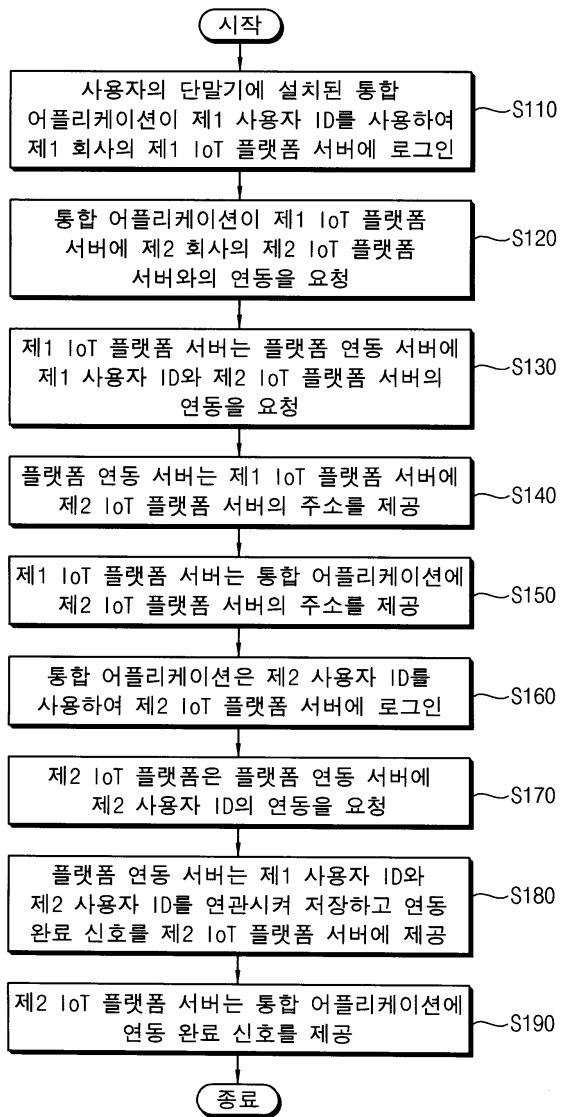 시작
사용자의 단말기에 설치된 통합
어플리케이션이 제1 사용자 ID를 사용하여
제1 회사의 제1 IoT 플랫폼 서버에 로그인
S110
통합 어플리케이션이 제1 IoT 플랫폼
서버에 제2 회사의 제2 IoT 플랫폼
서버와의 연동을 요청
S120
제1 IoT 플랫폼 서버는 플랫폼 연동 서버에
제1 사용자 ID와 제2 IoT 플랫폼 서버의
연동을 요청
S130
플랫폼 연동 서버는 제1 IoT 플랫폼 서버에
제2 IoT 플랫폼 서버의 주소를 제공
S140
제1 IoT 플랫폼 서버는 통합 어플리케이션에
제2 IoT 플랫폼 서버의 주소를 제공
S150
통합 어플리케이션은 제2 사용자 ID를
사용하여 제2 IoT 플랫폼 서버에 로그인
S160
제2 IoT 플랫폼은 플랫폼 연동 서버에
제2 사용자 ID의 연동을 요청
S170
플랫폼 연동 서버는 제1 사용자 ID와
제2 사용자 ID를 연관시켜 저장하고 연동
완료 신호를 제2 IoT 플랫폼 서버에 제공
S180
제2 IoT 플랫폼 서버는 통합 어플리케이션에
연동 완료 신호를 제공
S190
종료